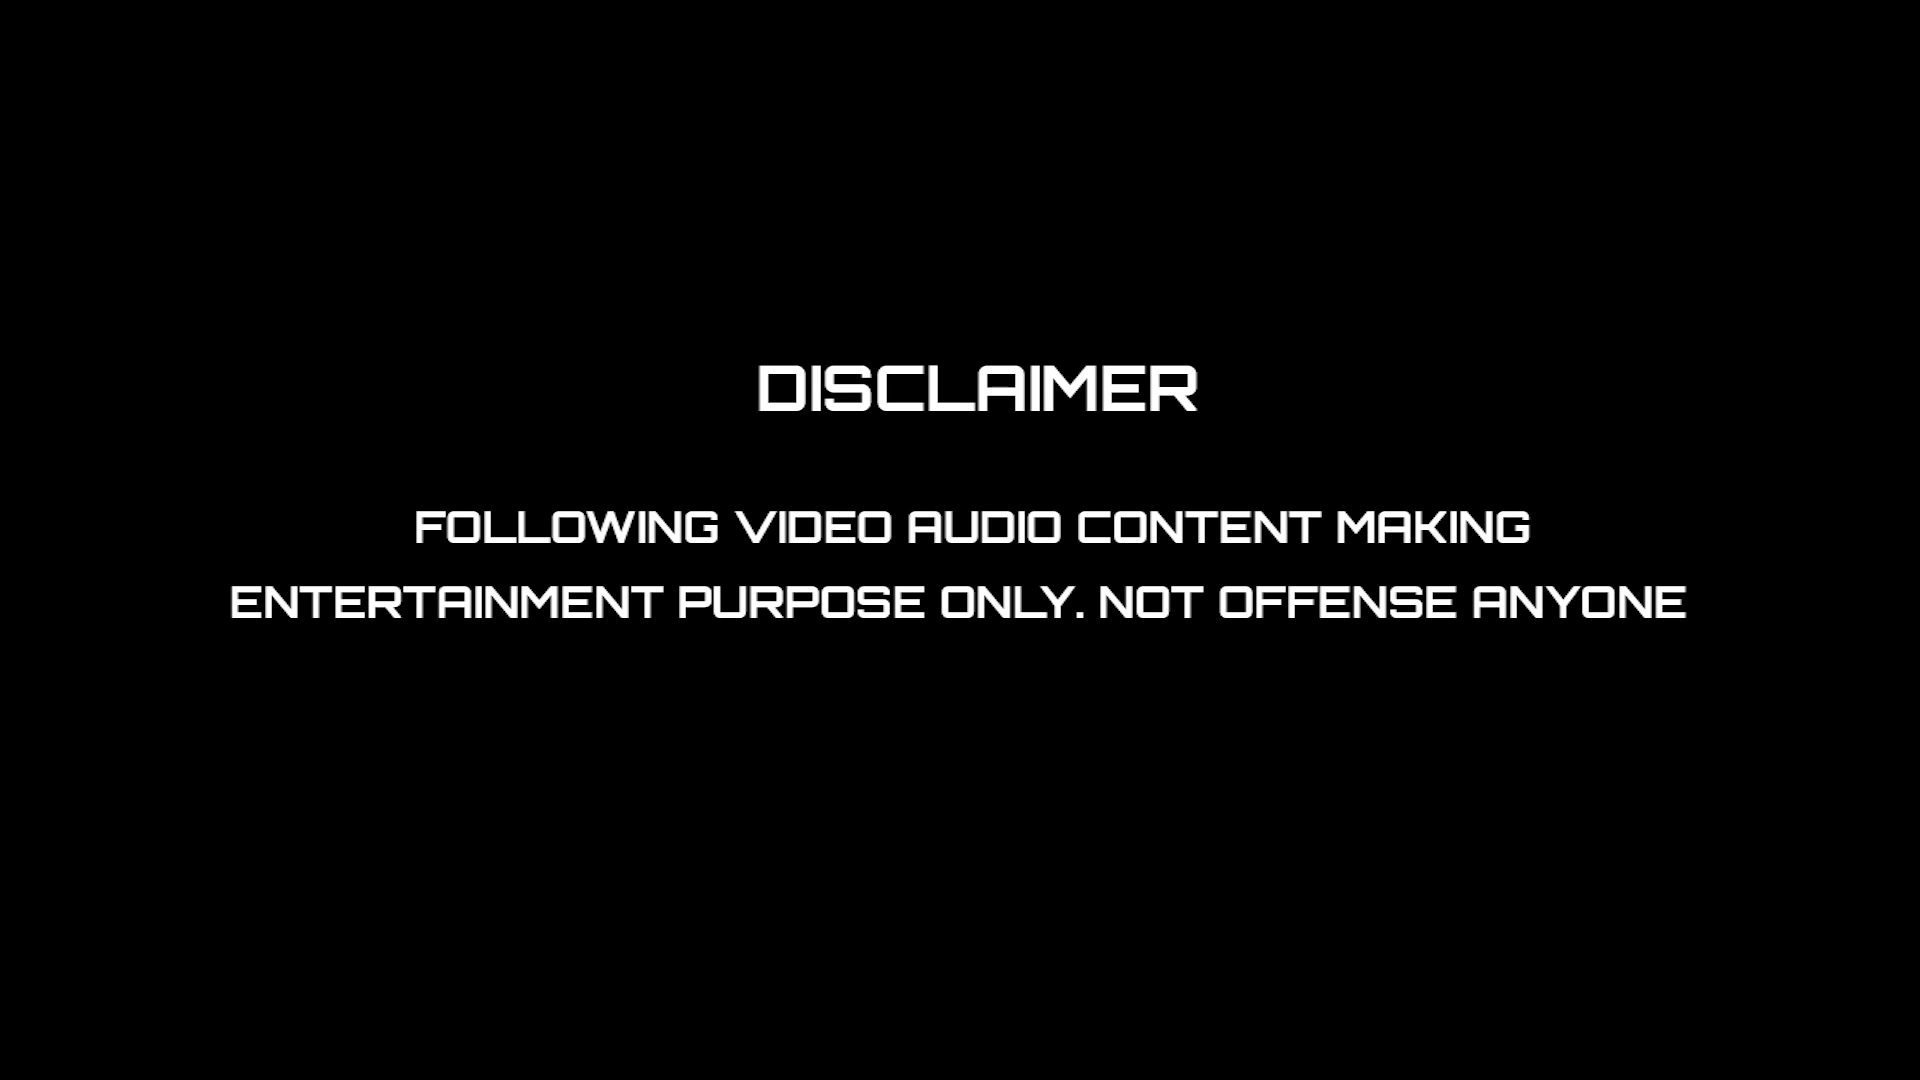 DISCLAIMER
FOLLOWING VIDEO AUDIO CONTENT MAKING
ENTERTAINMENT PURPOSE ONLY. NOT OFFENSE ANYONE